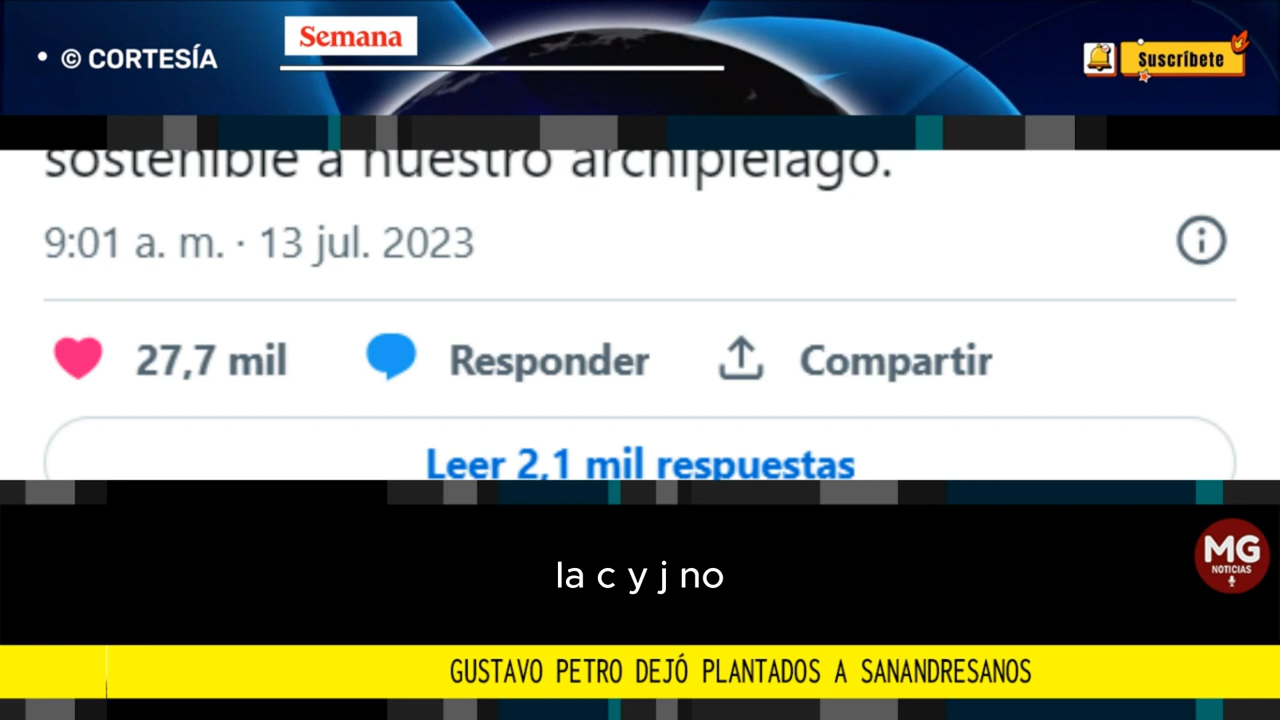 • © CORTESÍA
Semana
Suscríbete
sostenible a nuestro archipiélago.
9:01 a. m. · 13 jul. 2023
27,7 mil Responder Compartir
Leer 2,1 mil respuestas
la c y j no
MG
NOTICIAS
GUSTAVO PETRO DEJÓ PLANTADOS A SANANDRESANOS